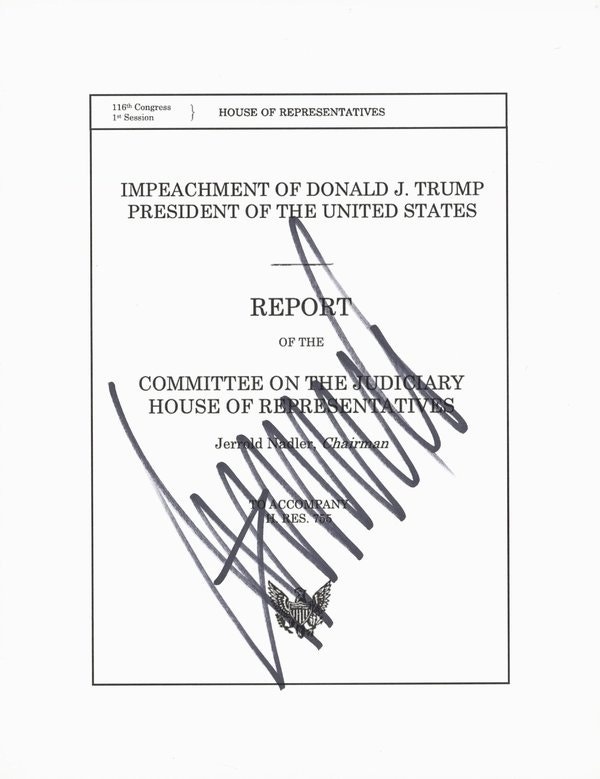 116th Congress
1st Session
HOUSE OF REPRESENTATIVES
IMPEACHMENT OF DONALD J. TRUMP
PRESIDENT OF THE UNITED STATES
REPORT
OF THE
COMMITTEE ON THE JUDICIARY
HOUSE OF REPRESENTATIVES
Jerrold Nadler, Chairman
TO ACCOMPANY
H. RES. 755